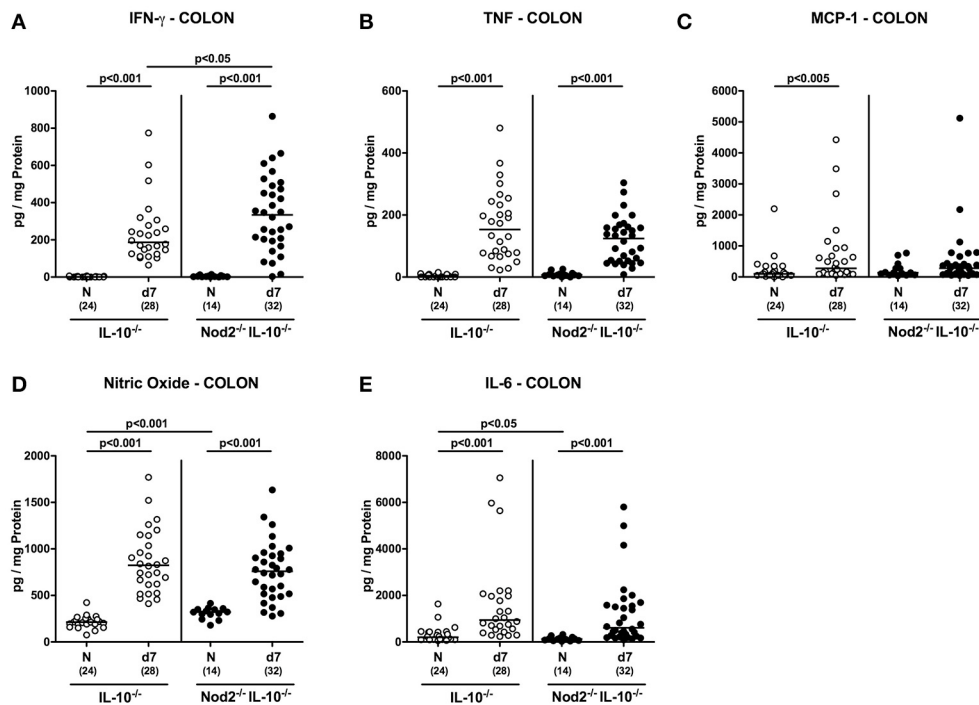 A
IFN-γ - COLON
p<0.05
p<0.001
p<0.001
pg / mg Protein
1000
800
600
400
200
0
N
d7
N
d7
(24)
(28)
(14)
(32)
IL-10-/-
Nod2-/- IL-10-/-
B
TNF - COLON
p<0.001
p<0.001
pg / mg Protein
600
400
200
0
N
d7
N
d7
(24)
(28)
(14)
(32)
IL-10-/-
Nod2-/- IL-10-/-
C
MCP-1 - COLON
p<0.005
pg / mg Protein
6000
5000
4000
3000
2000
1000
0
N
d7
N
d7
(24)
(28)
(14)
(32)
IL-10-/-
Nod2-/- IL-10-/-
D
Nitric Oxide - COLON
p<0.001
p<0.001
p<0.001
pg / mg Protein
2000
1500
1000
500
0
N
d7
N
d7
(24)
(28)
(14)
(32)
IL-10-/-
Nod2-/- IL-10-/-
E
IL-6 - COLON
p<0.05
p<0.001
p<0.001
pg / mg Protein
8000
6000
4000
2000
0
N
d7
N
d7
(24)
(28)
(14)
(32)
IL-10-/-
Nod2-/- IL-10-/-